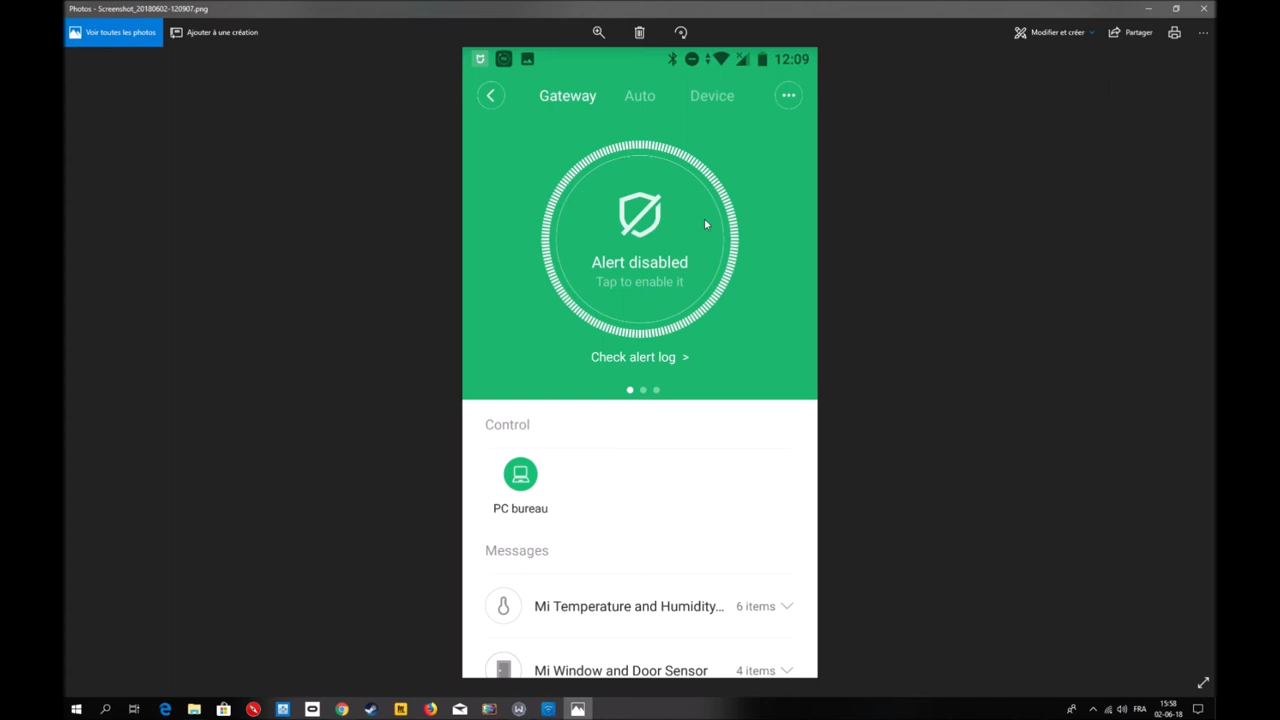 Photos - Screenshot_20180602-120907.png
Voir toutes les photos
Ajouter à une création
Modifier et créer
Partager
12:09
Gateway
Auto
Device
Alert disabled
Tap to enable it
Check alert log >
Control
PC bureau
Messages
Mi Temperature and Humidity...
6 items
Mi Window and Door Sensor
4 items
FRA
15:58
02-06-18